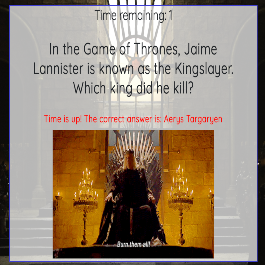 Time remaining: 1
In the Game of Thrones, Jaime
Lannister is known as the Kingslayer.
Which king did he kill?
Time is up! The correct answer is: Aerys Targaryen
Burn them all!